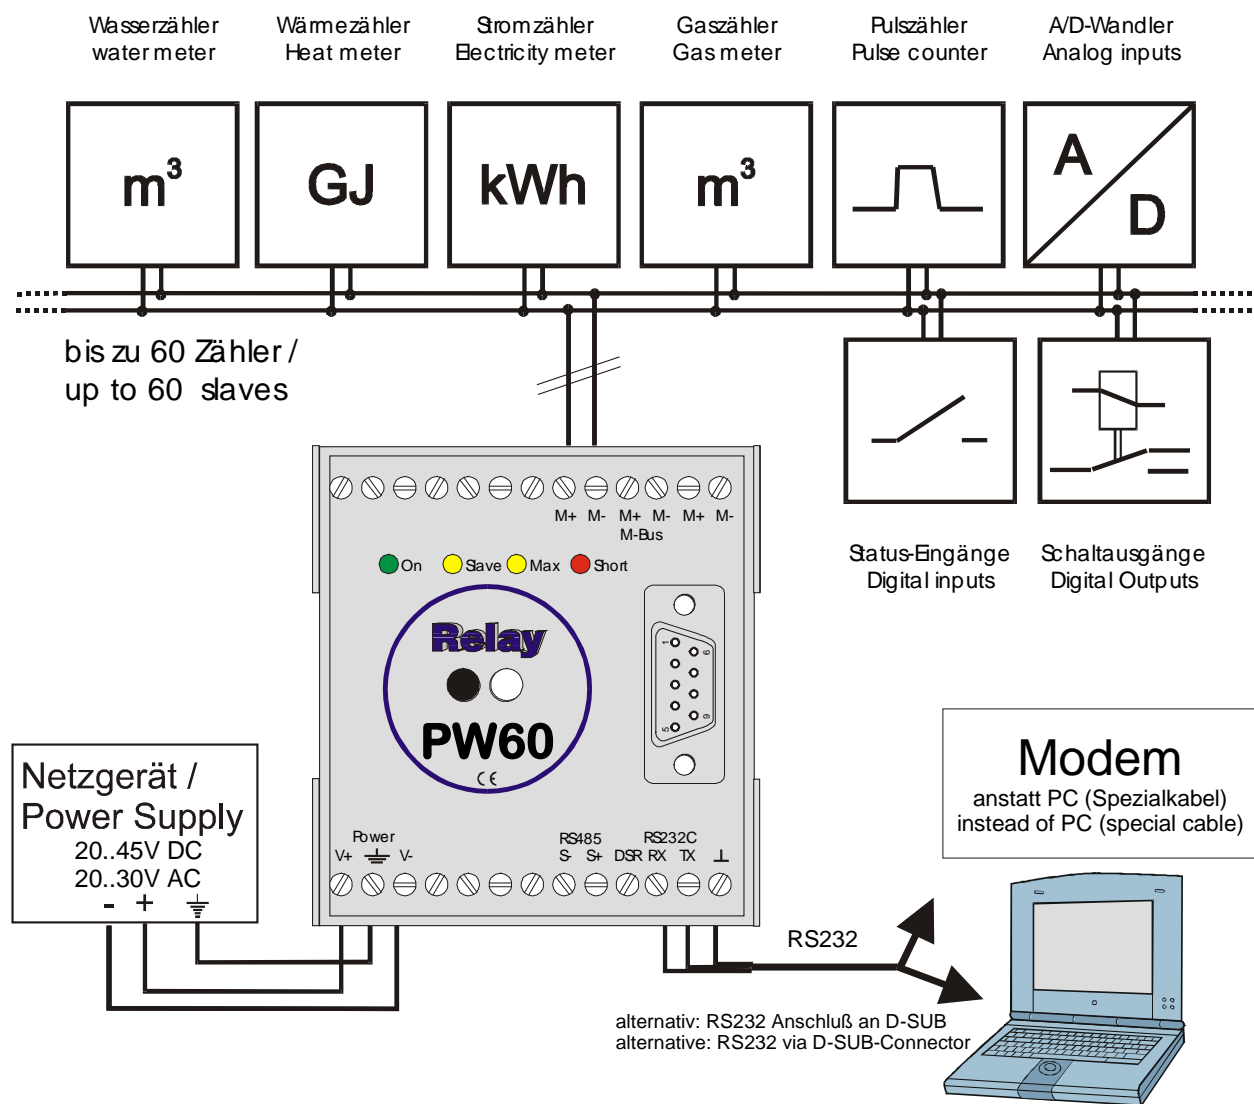 Wasserzähler
water meter
Wärmezähler
Heat meter
Stromzähler
Electricity meter
Gaszähler
Gas meter
Pulszähler
Pulse counter
A/D-Wandler
Analog inputs
m³
GJ
kWh
m³
A
D
bis zu 60 Zähler /
up to 60 slaves
M+ M- M+ M- M+ M-
M-Bus
On Slave Max Short
Status-Eingänge
Digital inputs
Schaltausgänge
Digital Outputs
Relay
PW60
CE
1
6
5
9
Netzgerät /
Power Supply
20..45V DC
20..30V AC
- +
Power
V+ V-
RS485
S- S+
DSR
RS232C
RX TX ⊥
Modem
anstatt PC (Spezialkabel)
instead of PC (special cable)
RS232
alternativ: RS232 Anschluß an D-SUB
alternative: RS232 via D-SUB-Connector